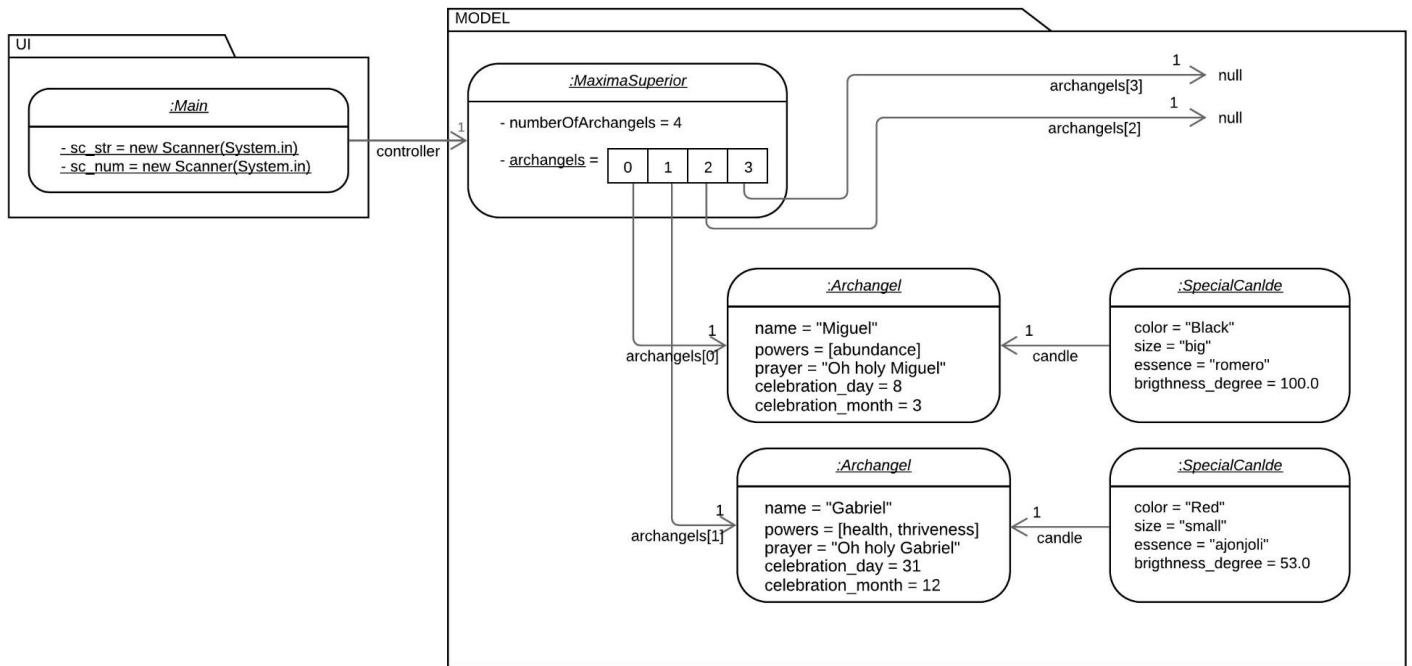 MODEL
UI
:Main
- sc_str = new Scanner(System.in)
- sc_num = new Scanner(System.in)
1
controller
:MaximaSuperior
- numberOfArchangels = 4
- archangels =
0 1 2 3
1
archangels[3]
null
1
archangels[2]
null
1
archangels[0]
:Archangel
name = "Miguel"
powers = [abundance]
prayer = "Oh holy Miguel"
celebration_day = 8
celebration_month = 3
1
candle
:SpecialCanlde
color = "Black"
size = "big"
essence = "romero"
brigthness_degree = 100.0
1
archangels[1]
:Archangel
name = "Gabriel"
powers = [health, thriveness]
prayer = "Oh holy Gabriel"
celebration_day = 31
celebration_month = 12
1
candle
:SpecialCanlde
color = "Red"
size = "small"
essence = "ajonjoli"
brigthness_degree = 53.0